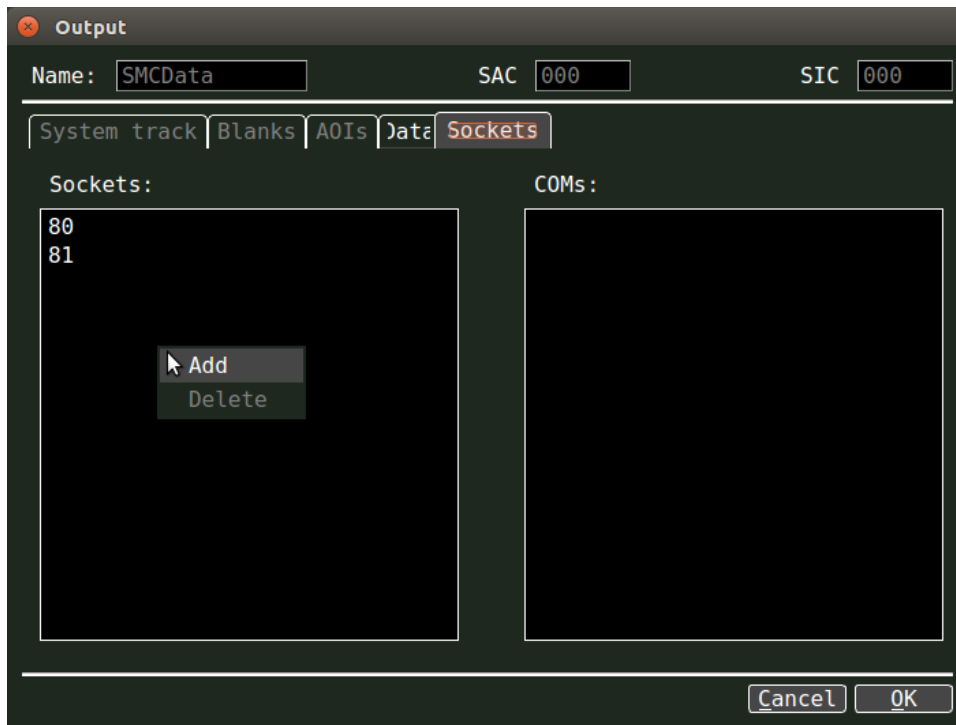 Output
Name: SMCData SAC 000 SIC 000
System track Blanks AOIs Data Sockets
Sockets: COMs:
80
81
Add
Delete
Cancel OK